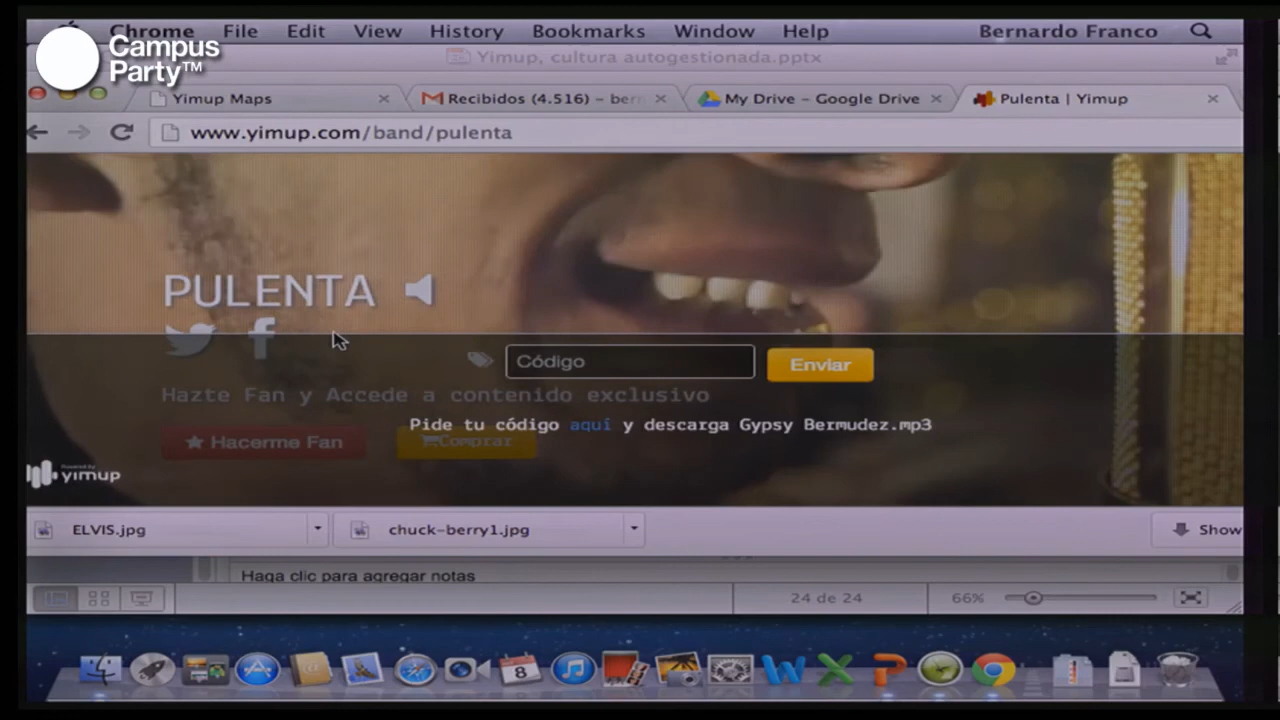 Campus
Party™
Chrome File Edit View History Bookmarks Window Help Bernardo Franco
Yimup, cultura autogestionada.pptx
Yimup Maps
Recibidos (4.516) – ber
My Drive – Google Drive
Pulenta | Yimup
www.yimup.com/band/pulenta
PULENTA
Código
Enviar
Hazte Fan y Accede a contenido exclusivo
Pide tu código aquí y descarga Gypsy Bermudez.mp3
Hacerme Fan
Comprar
Powered by
yimup
ELVIS.jpg
chuck-berry1.jpg
Show
Haga clic para agregar notas
24 de 24
66%
8